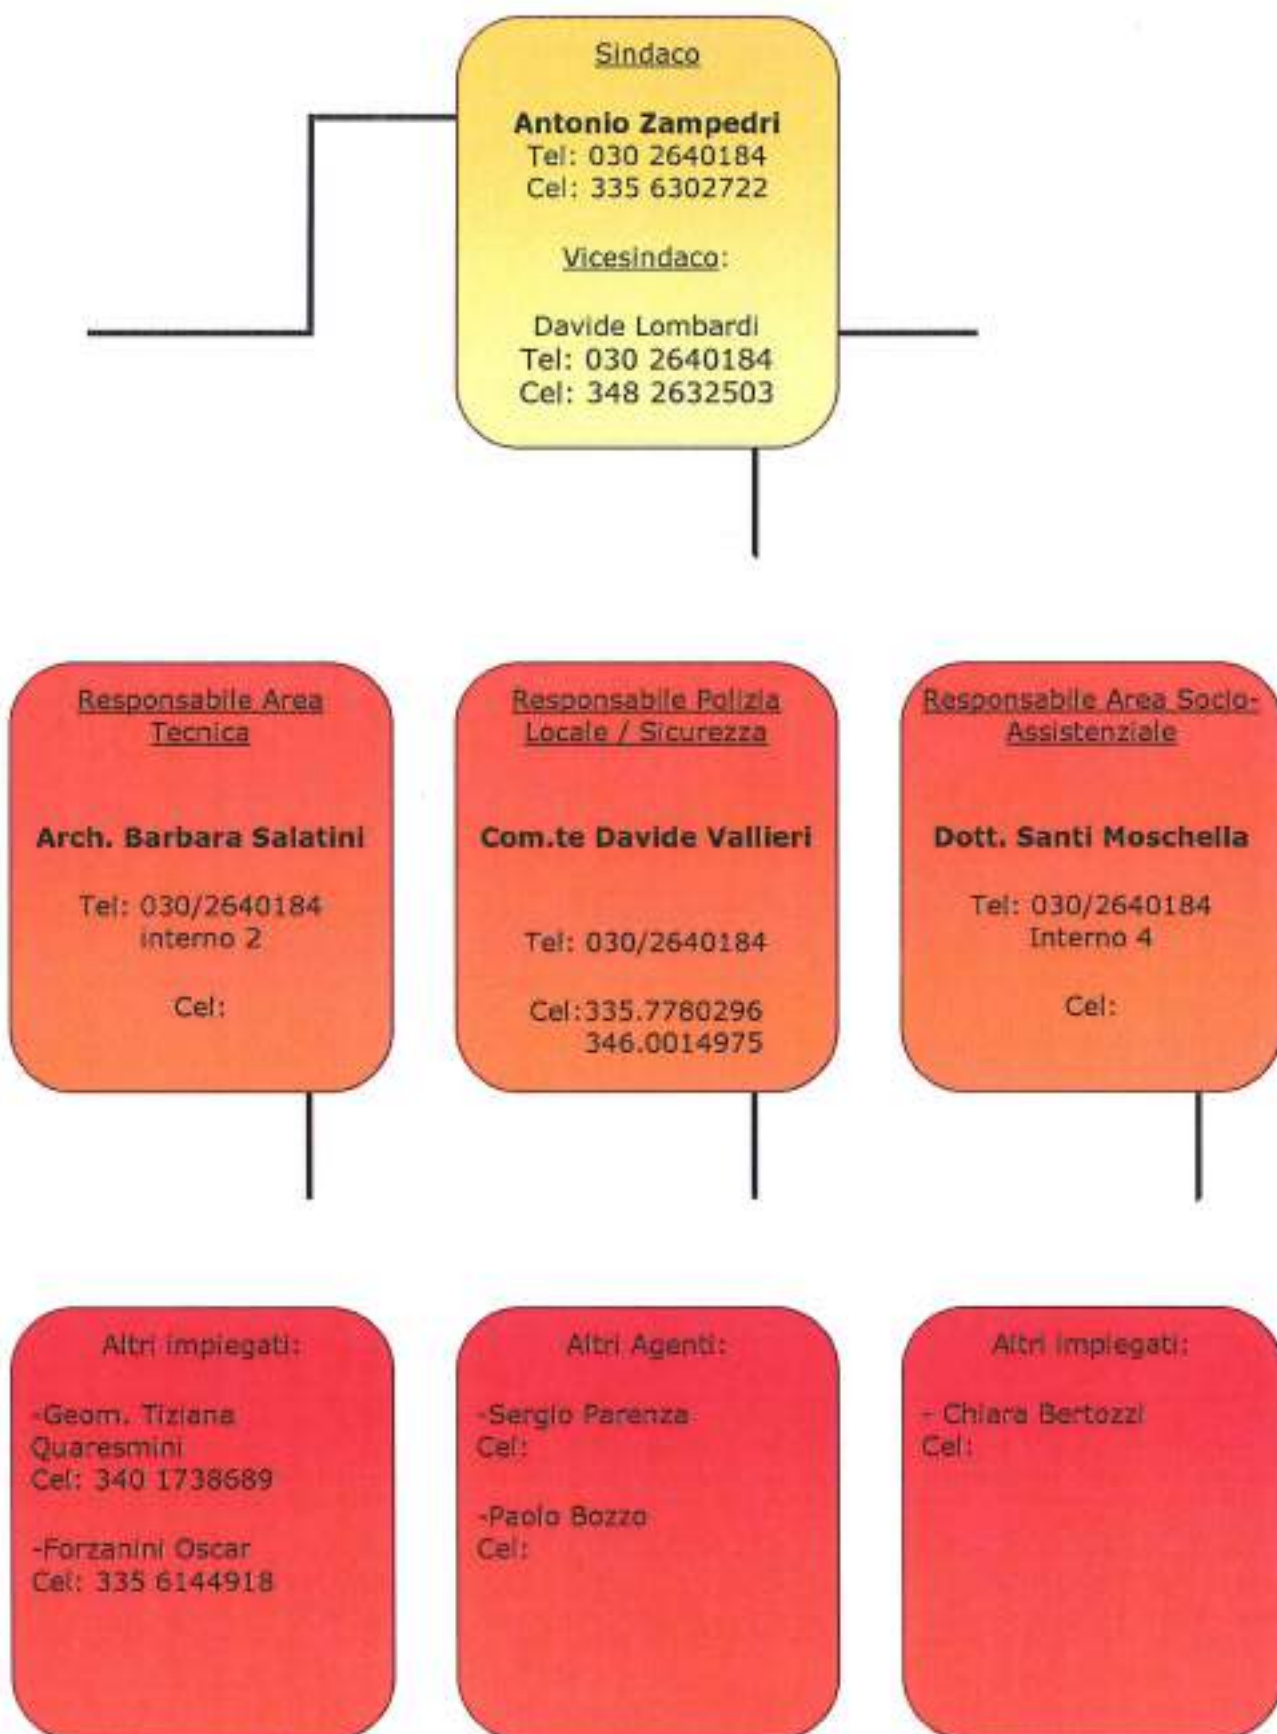 Sindaco
Antonio Zampedri
Tel: 030 2640184
Cel: 335 6302722
Vicesindaco:
Davide Lombardi
Tel: 030 2640184
Cel: 348 2632503
Responsabile Area
Tecnica
Arch. Barbara Salatini
Tel: 030/2640184
interno 2
Cel:
Responsabile Polizia
Locale / Sicurezza
Com.te Davide Vallieri
Tel: 030/2640184
Cel:335.7780296
346.0014975
Responsabile Area Socio-
Assistenziale
Dott. Santi Moschella
Tel: 030/2640184
Interno 4
Cel:
Altri impiegati:
-Geom. Tiziana
Quaresmini
Cel: 340 1738689
-Forzanini Oscar
Cel: 335 6144918
Altri Agenti:
-Sergio Parenza
Cel:
-Paolo Bozzo
Cel:
Altri impiegati:
- Chiara Bertozzi
Cel: